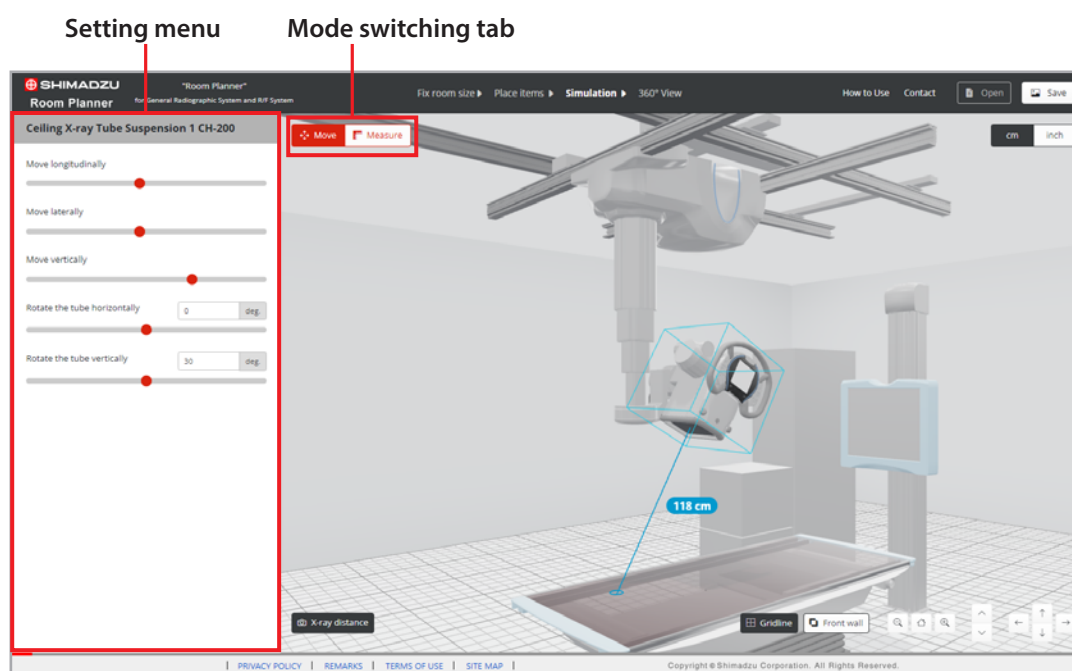 Setting menu
Mode switching tab
SHIMADZU
Room Planner
"Room Planner"
for General Radiographic System and R/F System
Fix room size
Place items
Simulation
360° View
How to Use
Contact
Open
Save
Ceiling X-ray Tube Suspension 1 CH-200
Move
Measure
cm
inch
Move longitudinally
Move laterally
Move vertically
Rotate the tube horizontally
0
deg.
Rotate the tube vertically
30
deg.
118 cm
X-ray distance
Gridline
Front wall
PRIVACY POLICY | REMARKS | TERMS OF USE | SITE MAP
Copyright © Shimadzu Corporation. All Rights Reserved.